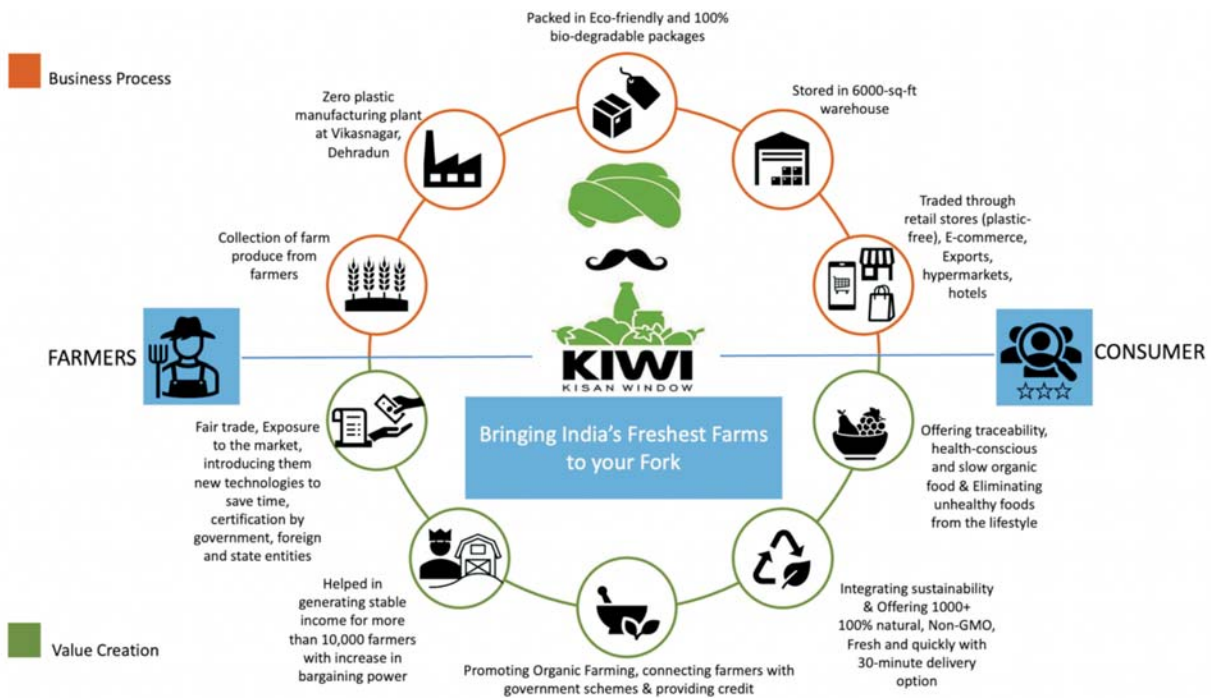 Packed in Eco-friendly and 100%
bio-degradable packages
Business Process
Zero plastic
manufacturing plant
at Vikasnagar,
Dehradun
Stored in 6000-sq-ft
warehouse
Collection of farm
produce from
farmers
Traded through
retail stores (plastic-
free), E-commerce,
Exports,
hypermarkets,
hotels
FARMERS
KIWI
KISAN WINDOW
CONSUMER
Bringing India's Freshest Farms
to your Fork
Fair trade, Exposure
to the market,
introducing them
new technologies to
save time,
certification by
government, foreign
and state entities
Offering traceability,
health-conscious
and slow organic
food & Eliminating
unhealthy foods
from the lifestyle
Helped in
generating stable
income for more
than 10,000 farmers
with increase in
bargaining power
Integrating sustainability
& Offering 1000+
100% natural, Non-GMO,
Fresh and quickly with
30-minute delivery
option
Value Creation
Promoting Organic Farming, connecting farmers with
government schemes & providing credit